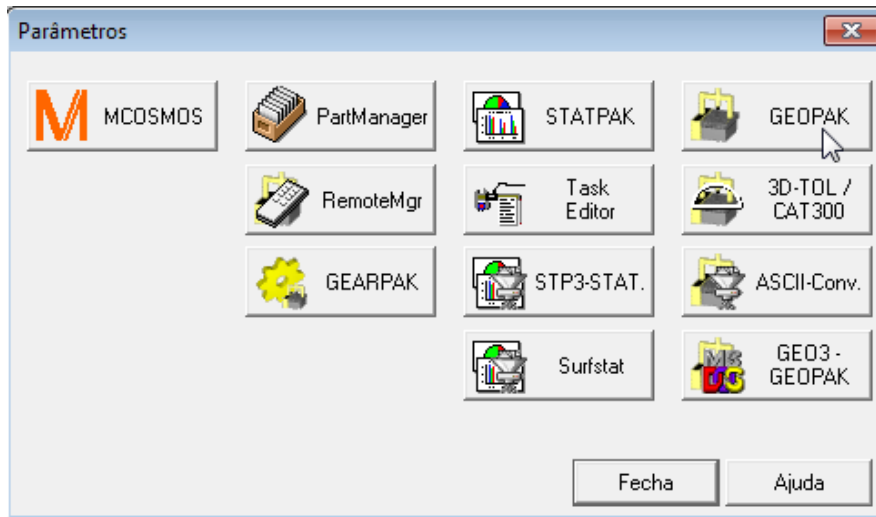 Parâmetros
MCOSMOS
PartManager
STATPAK
GEOPAK
RemoteMgr
Task
Editor
3D-TOL /
CAT300
GEARPAK
STP3-STAT.
ASCII-Conv.
Surfstat
GEO3 -
GEOPAK
Fecha
Ajuda